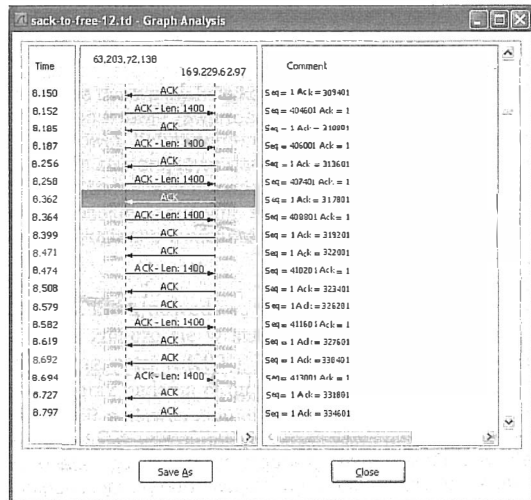 sack-to-free-12.td - Graph Analysis
Time
63,203,72,138
169.229.62.97
Comment
8.150 ACK Seq = 1 Ack = 309401
8.152 ACK - Len: 1400 Seq = 404601 Ack = 1
8.185 ACK Seq = 1 Ack = 310801
8.187 ACK - Len: 1400 Seq = 406001 Ack = 1
8.256 ACK Seq = 1 Ack = 313601
8.258 ACK - Len: 1400 Seq = 407401 Ack = 1
8.362 ACK Seq = 1 Ack = 317801
8.364 ACK - Len: 1400 Seq = 408801 Ack = 1
8.399 ACK Seq = 1 Ack = 319201
8.471 ACK Seq = 1 Ack = 322001
8.474 ACK - Len: 1400 Seq = 410201 Ack = 1
8.508 ACK Seq = 1 Ack = 323401
8.579 ACK Seq = 1 Ack = 326201
8.582 ACK - Len: 1400 Seq = 411601 Ack = 1
8.619 ACK Seq = 1 Ack = 327601
8.692 ACK Seq = 1 Ack = 330401
8.694 ACK - Len: 1400 Seq = 413001 Ack = 1
8.727 ACK Seq = 1 Ack = 331801
8.797 ACK Seq = 1 Ack = 334601
Save As
Close